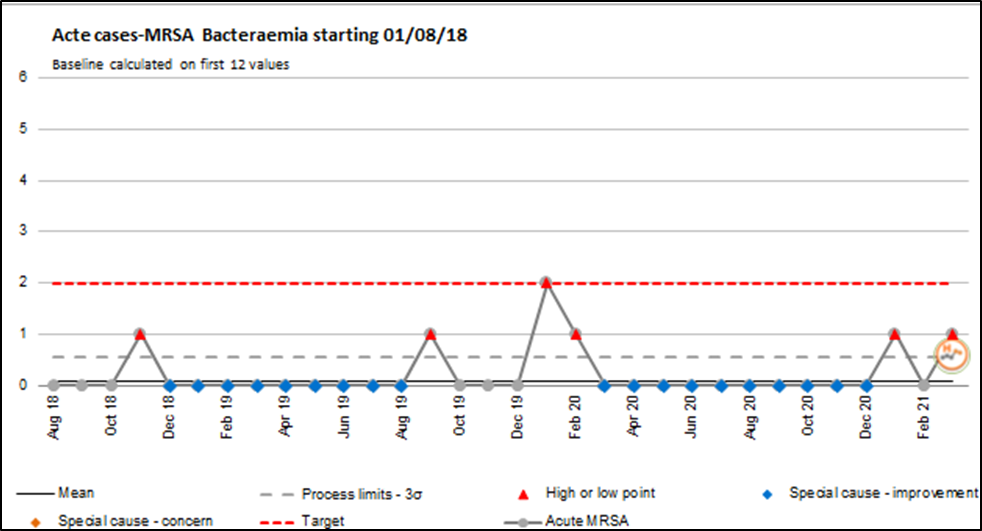 Acte cases-MRSA Bacteraemia starting 01/08/18
Baseline calculated on first 12 values
6
5
4
3
2
1
0
Aug 18
Oct 18
Dec 18
Feb 19
Apr 19
Jun 19
Aug 19
Oct 19
Dec 19
Feb 20
Apr 20
Jun 20
Aug 20
Oct 20
Dec 20
Feb 21
H
Mean
Process limits - 3σ
High or low point
Special cause - improvement
Special cause - concern
Target
Acute MRSA